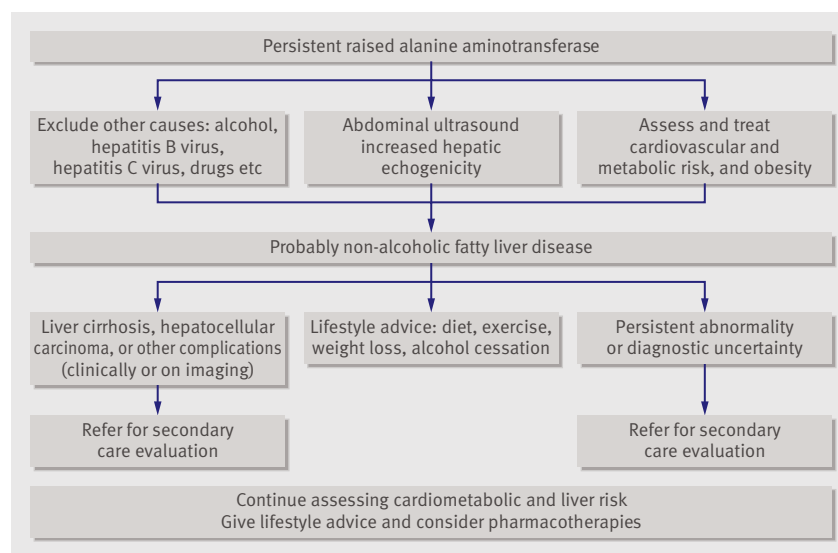 Persistent raised alanine aminotransferase
Exclude other causes: alcohol,
hepatitis B virus,
hepatitis C virus, drugs etc
Abdominal ultrasound
increased hepatic
echogenicity
Assess and treat
cardiovascular and
metabolic risk, and obesity
Probably non-alcoholic fatty liver disease
Liver cirrhosis, hepatocellular
carcinoma, or other complications
(clinically or on imaging)
Lifestyle advice: diet, exercise,
weight loss, alcohol cessation
Persistent abnormality
or diagnostic uncertainty
Refer for secondary
care evaluation
Refer for secondary
care evaluation
Continue assessing cardiometabolic and liver risk
Give lifestyle advice and consider pharmacotherapies